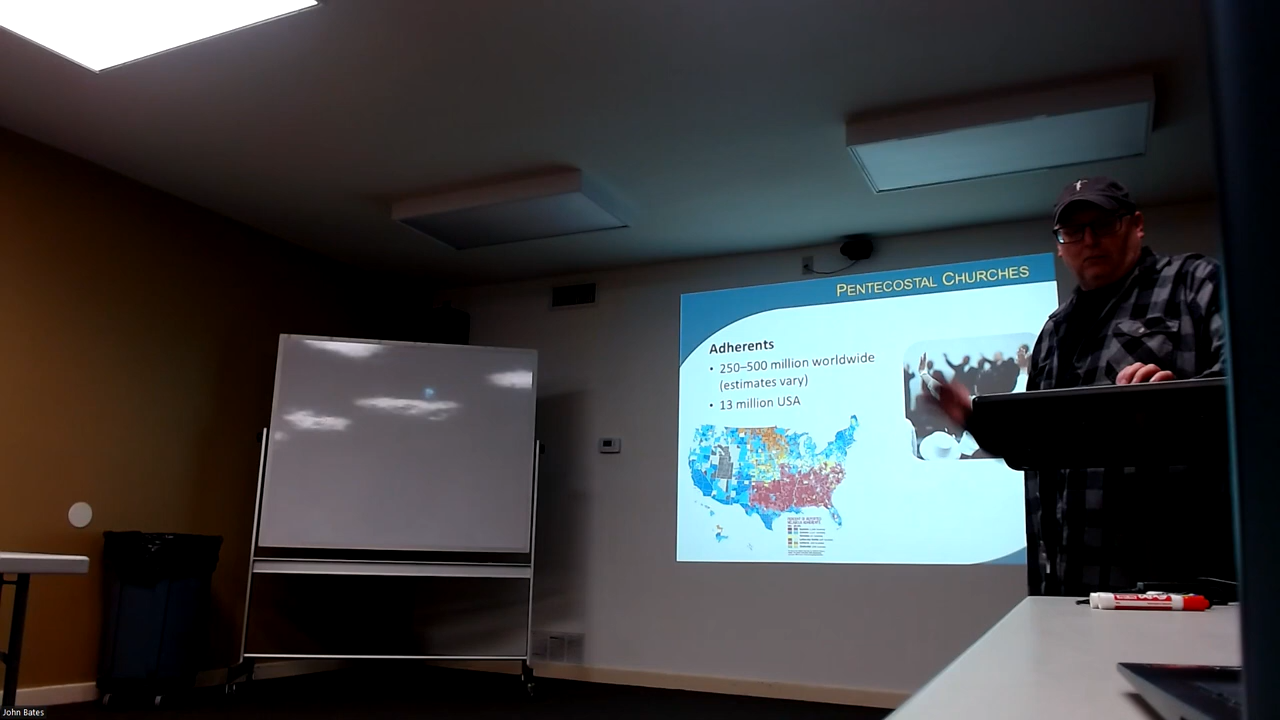 PENTECOSTAL CHURCHES
Adherents
• 250–500 million worldwide
(estimates vary)
• 13 million USA
John Bates